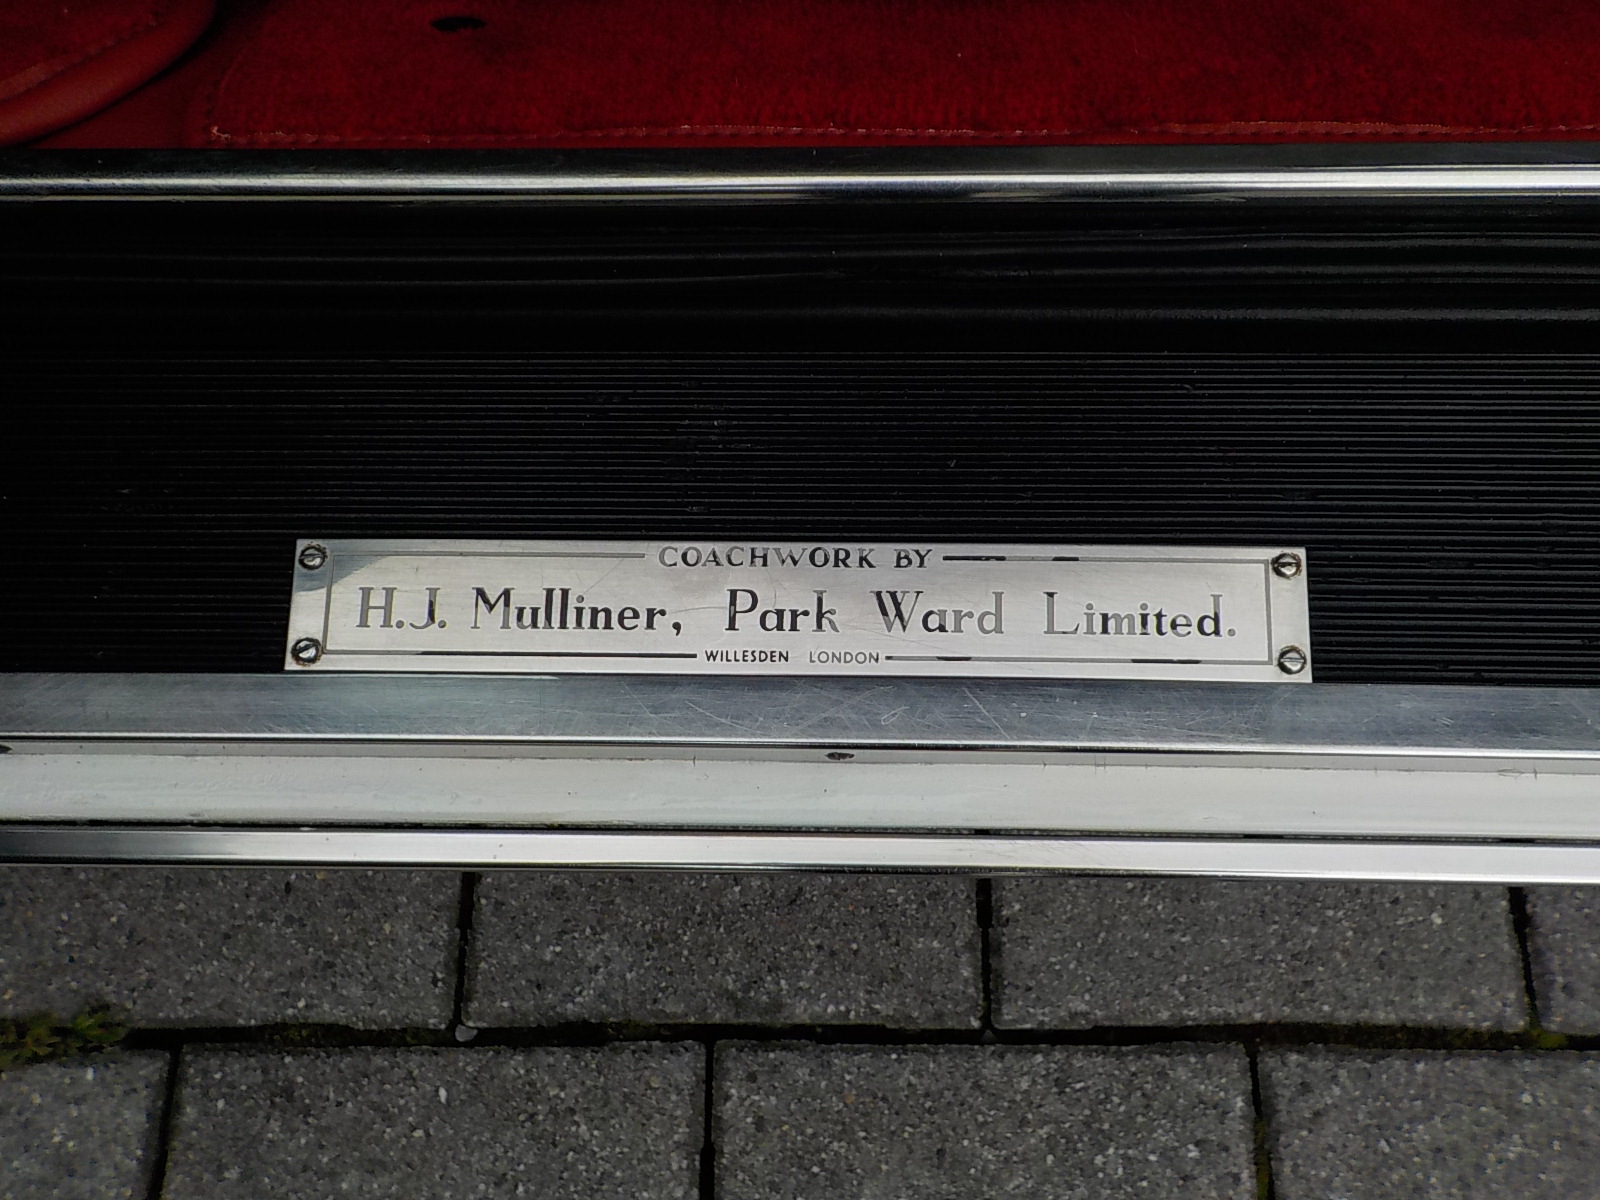 COACHWORK BY
H.J. Mulliner, Park Ward Limited.
WILLESDEN LONDON